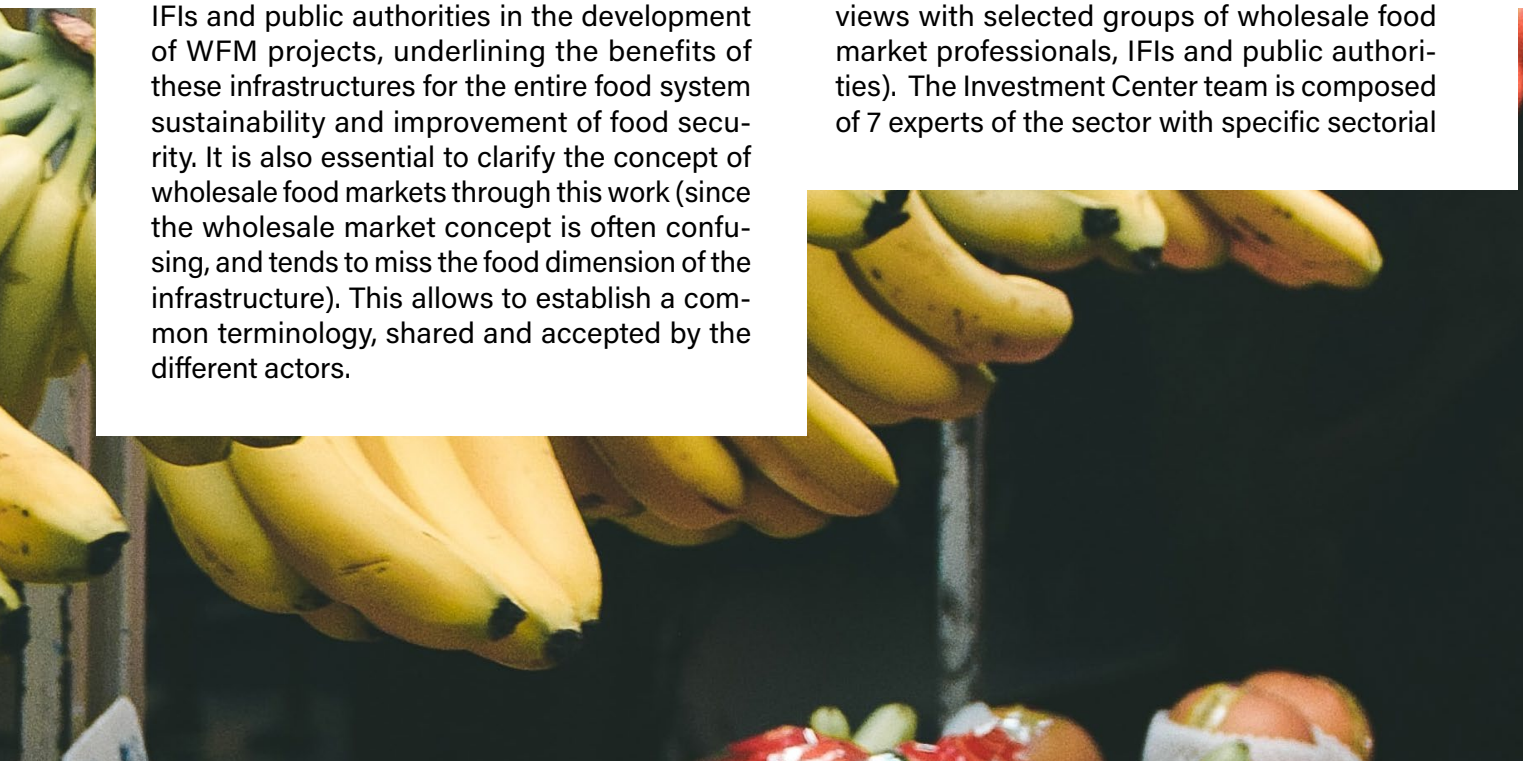 IFIs and public authorities in the development
of WFM projects, underlining the benefits of
these infrastructures for the entire food system
sustainability and improvement of food secu-
rity. It is also essential to clarify the concept of
wholesale food markets through this work (since
the wholesale market concept is often confu-
sing, and tends to miss the food dimension of the
infrastructure). This allows to establish a com-
mon terminology, shared and accepted by the
different actors.
views with selected groups of wholesale food
market professionals, IFIs and public authori-
ties). The Investment Center team is composed
of 7 experts of the sector with specific sectorial